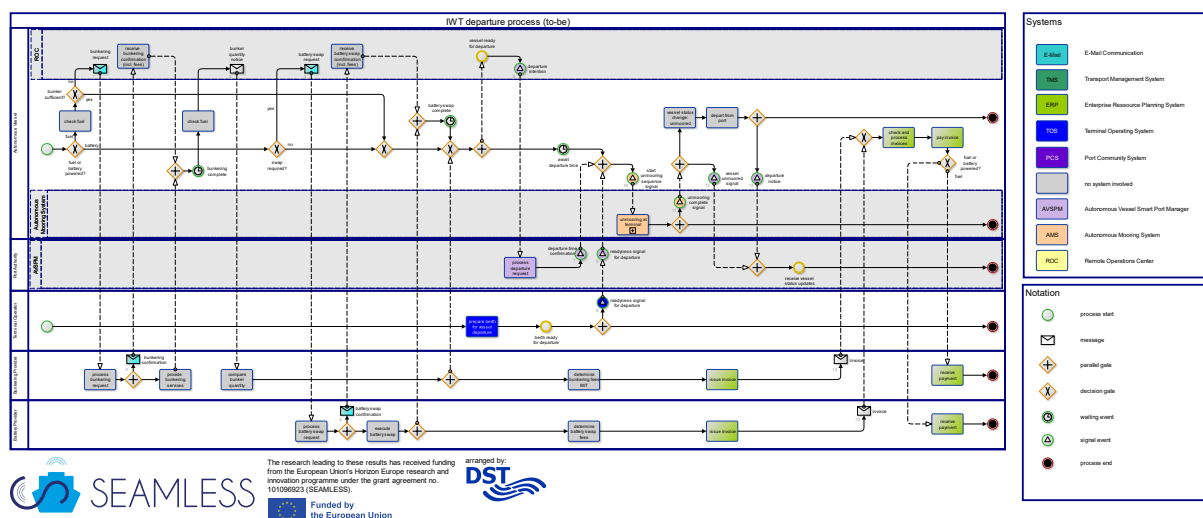 IWT departure process (to-be)
ROC
Autonomous Vessel
Autonomous
Mooring System
Port Authority
AVSPM
Terminal Operator
Bunkering Provider
Battery Provider
bunkering
request
receive
bunkering
confirmation
(incl. fees)
bunker
quantity
notice
battery swap
request
receive
battery swap
confirmation
(incl. fees)
vessel ready
for departure
departure
intention
no
bunker
sufficient?
yes
check fuel
fuel
battery
fuel or
battery
powered?
check fuel
bunkering
complete
yes
no
swap
required?
battery swap
complete
await
departure time
start
unmooring
sequence
signal
vessel status
change:
unmoored
depart from
port
vessel
unmoored
signal
departure
notice
check and
process
invoices
pay invoice
fuel or
battery
powered?
fuel
unmooring at
terminal
unmooring
complete
signal
process
departure
request
departure time
confirmation
readyness signal
for departure
receive vessel
status updates
prepare berth
for vessel
departure
berth ready
for departure
readyness signal
for departure
process
bunkering
request
bunkering
confirmation
provide
bunkering
services
compare
bunker
quantity
determine
bunkering fees
IWT
issue invoice
invoice
receive
payment
process
battery swap
request
battery swap
confirmation
execute
battery swap
determine
battery swap
fees
issue invoice
invoice
receive
payment
Systems
E-Mail
E-Mail Communication
TMS
Transport Management System
ERP
Enterprise Ressource Planning System
TOS
Terminal Operating System
PCS
Port Community System
no system involved
AVSPM
Autonomous Vessel Smart Port Manager
AMS
Autonomous Mooring System
ROC
Remote Operations Center
Notation
process start
message
parallel gate
decision gate
waiting event
signal event
process end
SEAMLESS
The research leading to these results has received funding
from the European Union's Horizon Europe research and
innovation programme under the grant agreement no.
101096923 (SEAMLESS).
Funded by
the European Union
arranged by:
DST